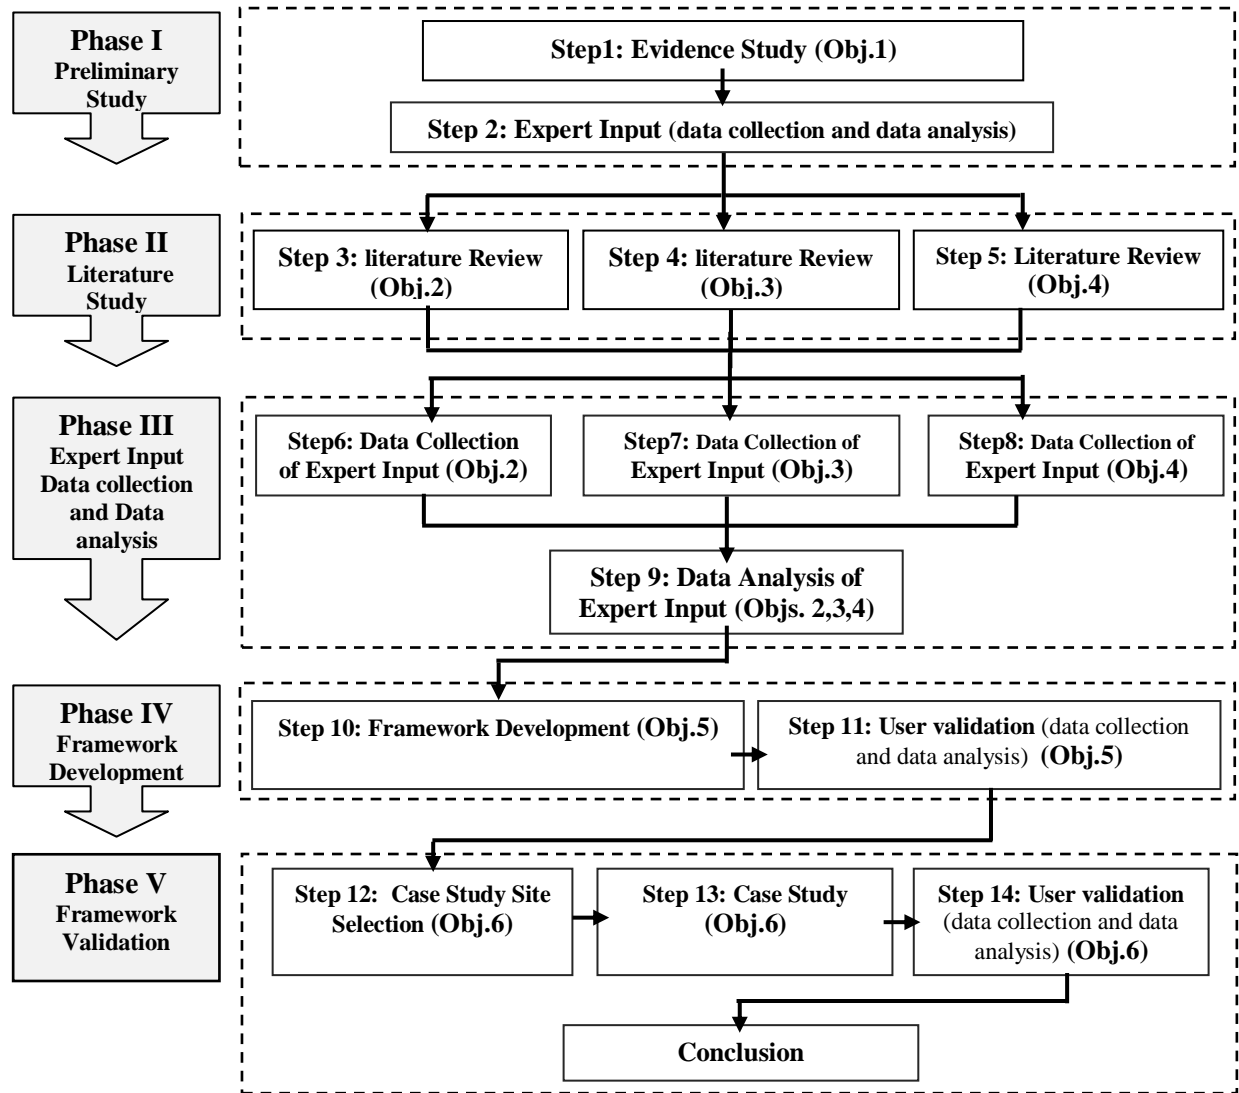 Phase I
Preliminary
Study
Step1: Evidence Study (Obj.1)
Step 2: Expert Input (data collection and data analysis)
Phase II
Literature
Study
Step 3: literature Review
(Obj.2)
Step 4: literature Review
(Obj.3)
Step 5: Literature Review
(Obj.4)
Phase III
Expert Input
Data collection
and Data
analysis
Step6: Data Collection
of Expert Input (Obj.2)
Step7: Data Collection of
Expert Input (Obj.3)
Step8: Data Collection of
Expert Input (Obj.4)
Step 9: Data Analysis of
Expert Input (Objs. 2,3,4)
Phase IV
Framework
Development
Step 10: Framework Development (Obj.5)
Step 11: User validation (data collection
and data analysis) (Obj.5)
Phase V
Framework
Validation
Step 12: Case Study Site
Selection (Obj.6)
Step 13: Case Study
(Obj.6)
Step 14: User validation
(data collection and data
analysis) (Obj.6)
Conclusion